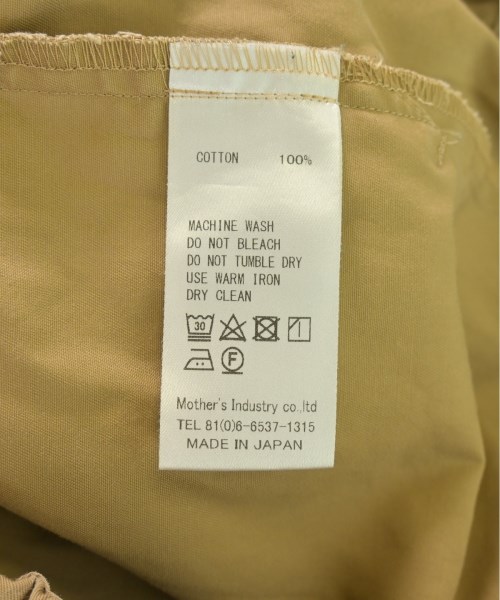 COTTON 100%
MACHINE WASH
DO NOT BLEACH
DO NOT TUMBLE DRY
USE WARM IRON
DRY CLEAN
30
F
Mother's Industry co.,ltd
TEL 81(0)6-6537-1315
MADE IN JAPAN